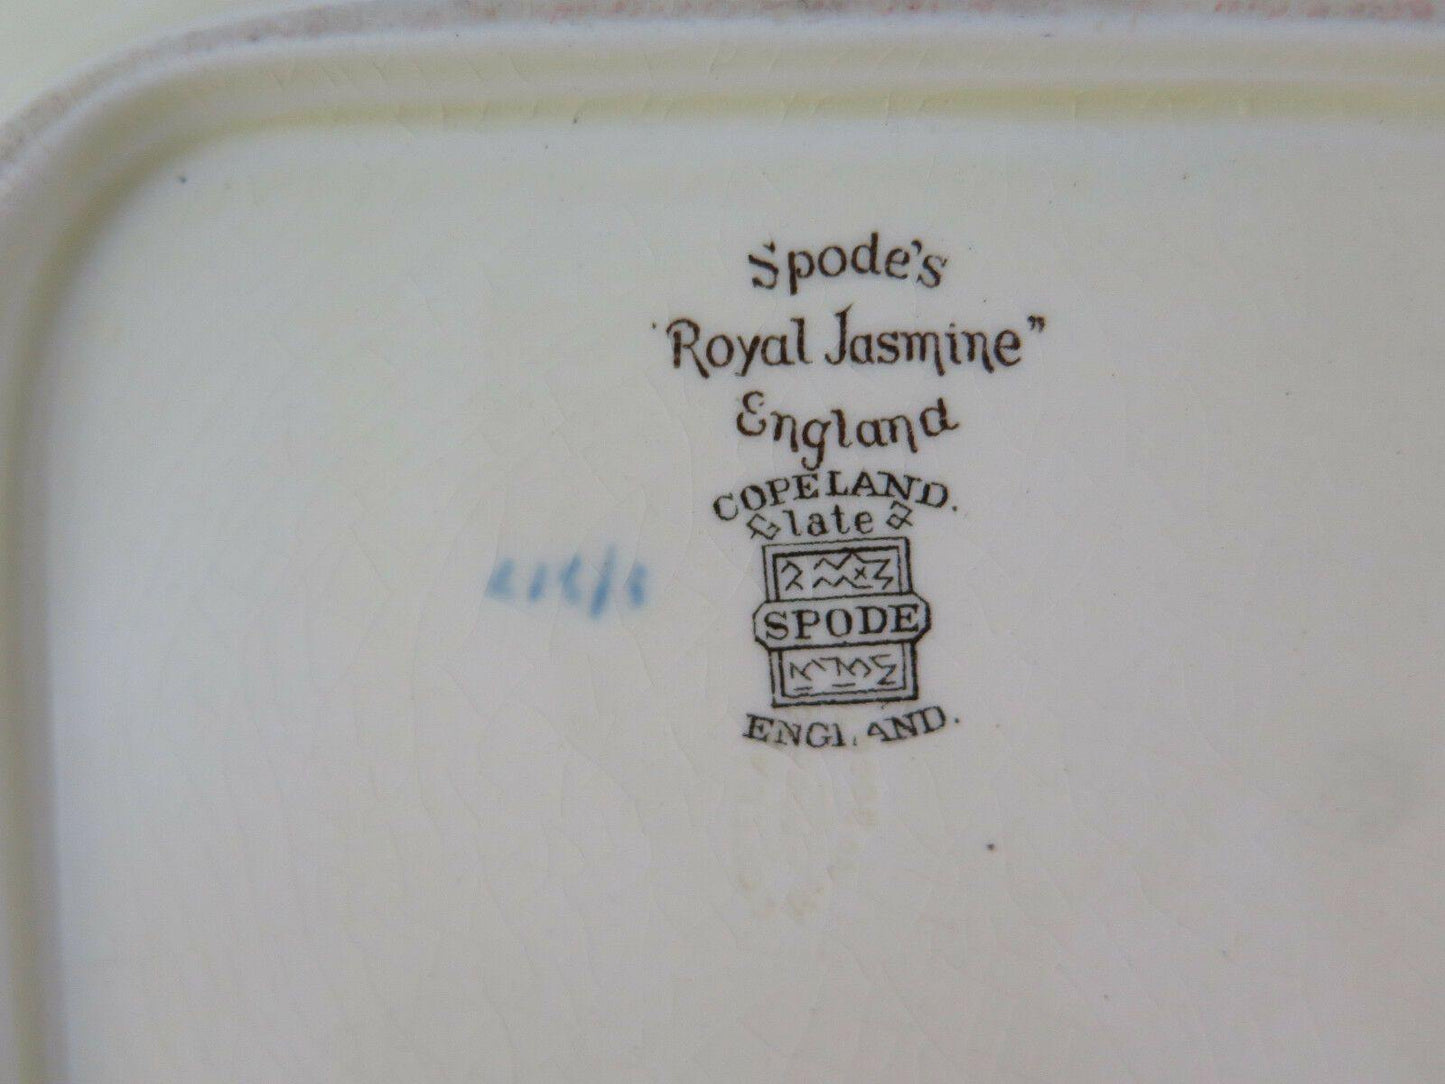 Spode's
"Royal Jasmine"
England
COPELAND.
late
SPODE
ENGLAND.